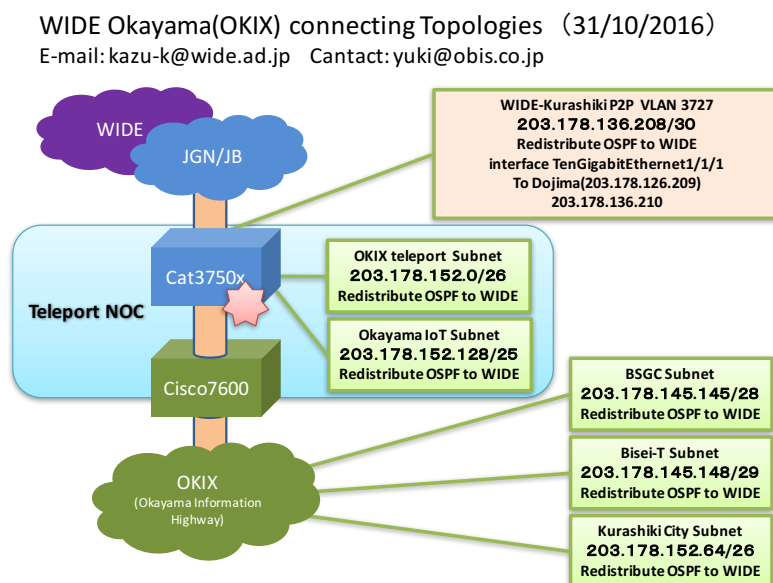 WIDE Okayama(OKIX) connecting Topologies （31/10/2016）
E-mail: kazu-k@wide.ad.jp Cantact: yuki@obis.co.jp
WIDE
JGN/JB
WIDE-Kurashiki P2P VLAN 3727
203.178.136.208/30
Redistribute OSPF to WIDE
interface TenGigabitEthernet1/1/1
To Dojima(203.178.126.209)
203.178.136.210
Teleport NOC
Cat3750x
OKIX teleport Subnet
203.178.152.0/26
Redistribute OSPF to WIDE
Okayama IoT Subnet
203.178.152.128/25
Redistribute OSPF to WIDE
Cisco7600
BSGC Subnet
203.178.145.145/28
Redistribute OSPF to WIDE
OKIX
(Okayama Information
Highway)
Bisei-T Subnet
203.178.145.148/29
Redistribute OSPF to WIDE
Kurashiki City Subnet
203.178.152.64/26
Redistribute OSPF to WIDE